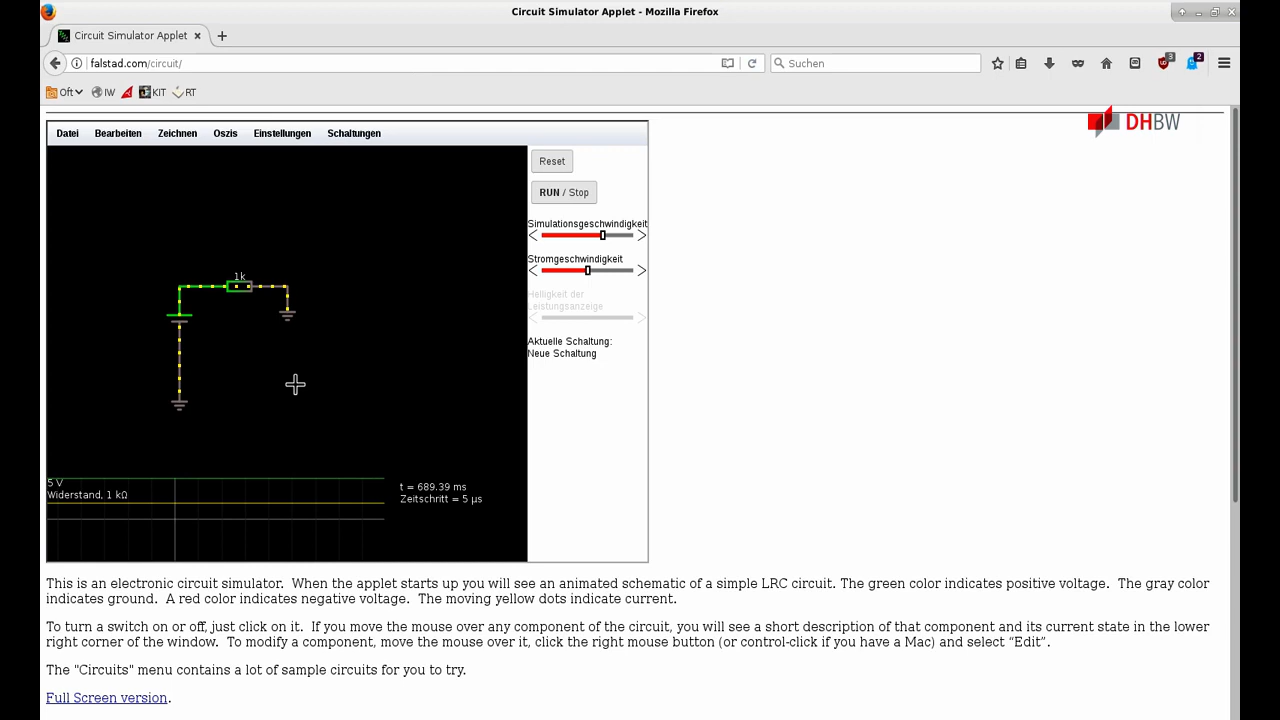 Circuit Simulator Applet - Mozilla Firefox
Circuit Simulator Applet
falstad.com/circuit/
Suchen
3
2
Oft
IW
KIT
RT
DHBW
Datei Bearbeiten Zeichnen Oszis Einstellungen Schaltungen
Reset
RUN / Stop
Simulationsgeschwindigkeit
Stromgeschwindigkeit
Helligkeit der
Leistungsanzeige
Aktuelle Schaltung:
Neue Schaltung
1k
5 V
Widerstand, 1 kΩ
t = 689.39 ms
Zeitschritt = 5 µs
This is an electronic circuit simulator. When the applet starts up you will see an animated schematic of a simple LRC circuit. The green color indicates positive voltage. The gray color
indicates ground. A red color indicates negative voltage. The moving yellow dots indicate current.
To turn a switch on or off, just click on it. If you move the mouse over any component of the circuit, you will see a short description of that component and its current state in the lower
right corner of the window. To modify a component, move the mouse over it, click the right mouse button (or control-click if you have a Mac) and select “Edit”.
The "Circuits" menu contains a lot of sample circuits for you to try.
Full Screen version.